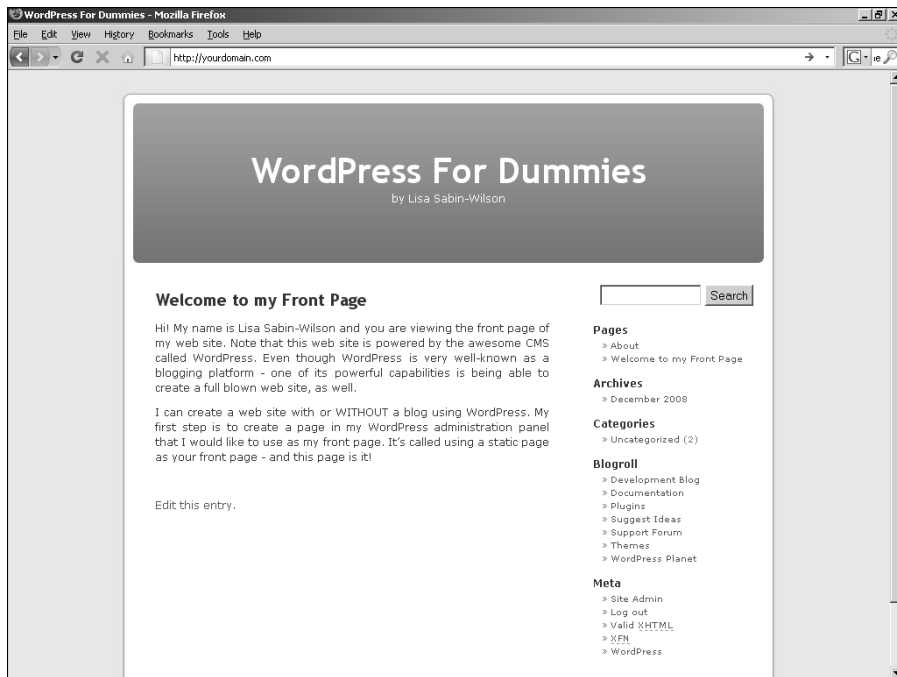 WordPress For Dummies - Mozilla Firefox
File Edit View History Bookmarks Tools Help
http://yourdomain.com
G
WordPress For Dummies
by Lisa Sabin-Wilson
Welcome to my Front Page
Hi! My name is Lisa Sabin-Wilson and you are viewing the front page of
my web site. Note that this web site is powered by the awesome CMS
called WordPress. Even though WordPress is very well-known as a
blogging platform - one of its powerful capabilities is being able to
create a full blown web site, as well.
I can create a web site with or WITHOUT a blog using WordPress. My
first step is to create a page in my WordPress administration panel
that I would like to use as my front page. It's called using a static page
as your front page - and this page is it!
Edit this entry.
Search
Pages
» About
» Welcome to my Front Page
Archives
» December 2008
Categories
» Uncategorized (2)
Blogroll
» Development Blog
» Documentation
» Plugins
» Suggest Ideas
» Support Forum
» Themes
» WordPress Planet
Meta
» Site Admin
» Log out
» Valid XHTML
» XFN
» WordPress